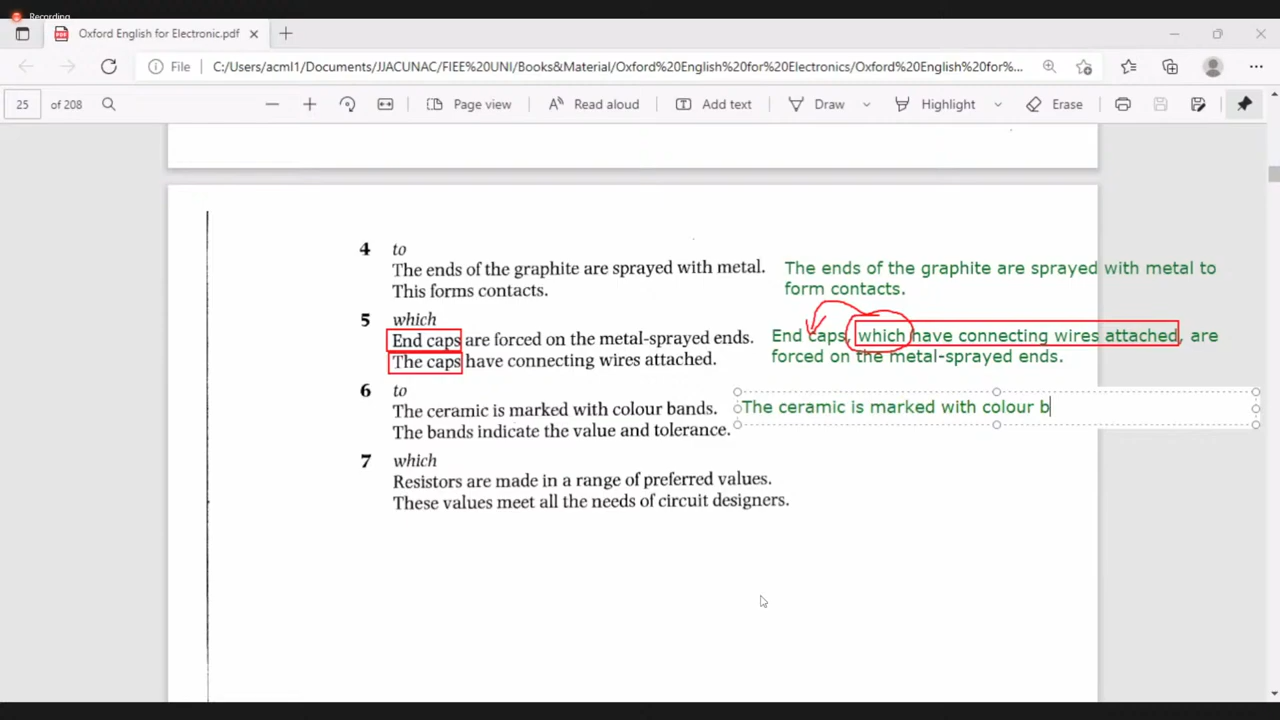 Recording
Oxford English for Electronic.pdf
File C:/Users/acml1/Documents/JJACUNAC/FIEE%20UNI/Books&Material/Oxford%20English%20for%20Electronics/Oxford%20English%20for%...
25 of 208 Page view Read aloud Add text Draw Highlight Erase
4 to
The ends of the graphite are sprayed with metal.
This forms contacts.
The ends of the graphite are sprayed with metal to
form contacts.
5 which
End caps are forced on the metal-sprayed ends.
The caps have connecting wires attached.
End caps, which have connecting wires attached, are
forced on the metal-sprayed ends.
6 to
The ceramic is marked with colour bands.
The bands indicate the value and tolerance.
The ceramic is marked with colour b
7 which
Resistors are made in a range of preferred values.
These values meet all the needs of circuit designers.